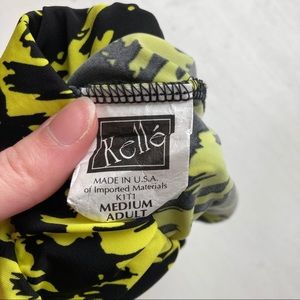 Kellé
MADE IN U.S.A.
of Imported Materials
K1T1
MEDIUM
ADULT